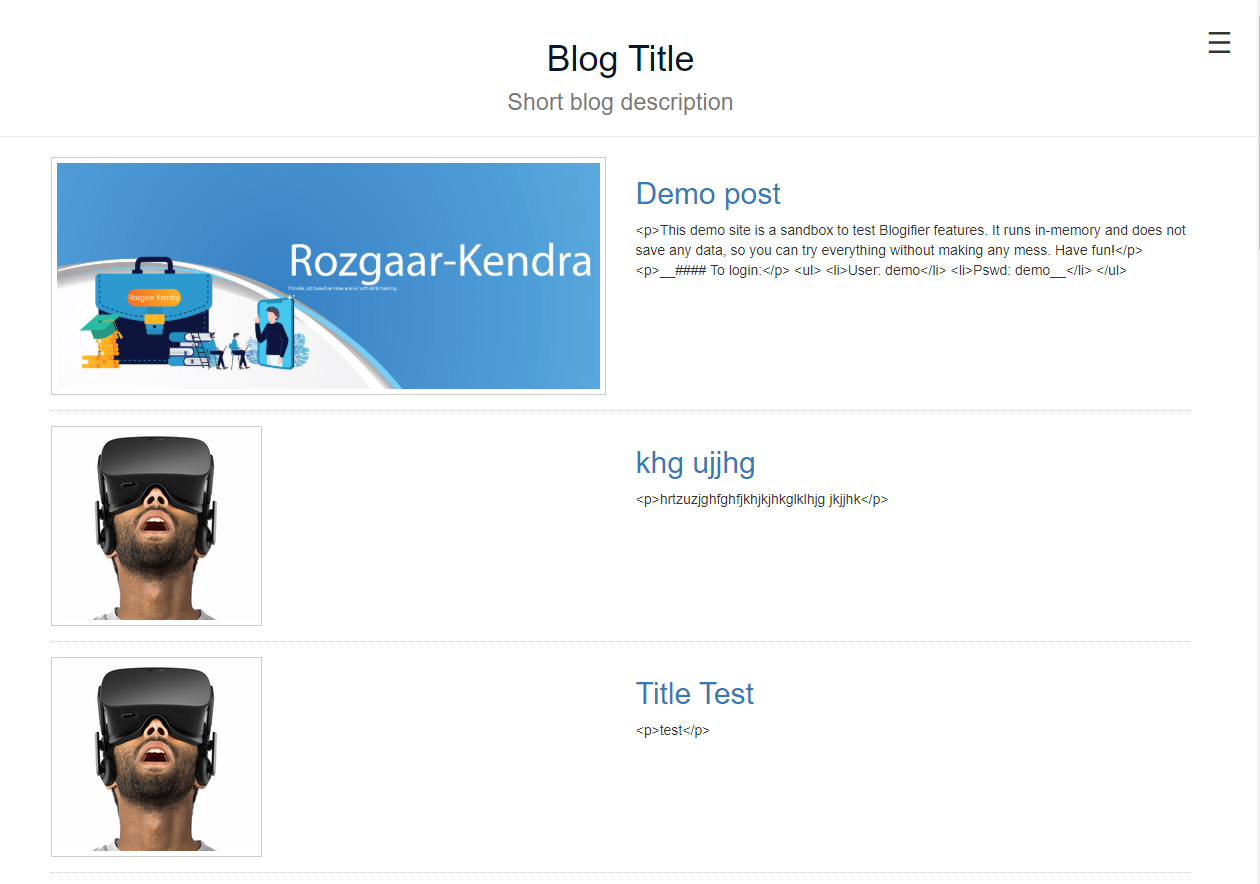 Blog Title
Short blog description
Rozgaar-Kendra
Provide job based services and all soft skills training.
Rozgaar Kendra
Demo post
<p>This demo site is a sandbox to test Blogifier features. It runs in-memory and does not
save any data, so you can try everything without making any mess. Have fun!</p>
<p>__#### To login:</p> <ul> <li>User: demo</li> <li>Pswd: demo__</li> </ul>
khg ujjhg
<p>hrtzuzjghfghfjkhjkjhkglklhjg jkjjhk</p>
Title Test
<p>test</p>